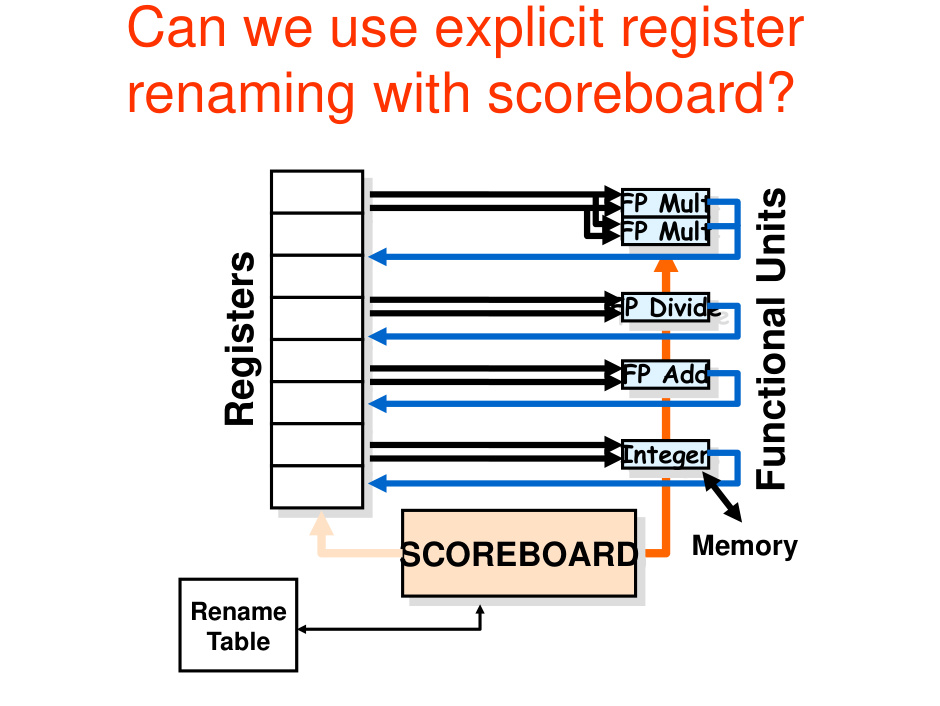 Can we use explicit register
renaming with scoreboard?
Registers
FP Mult
FP Mult
FP Divide
FP Add
Integer
Functional Units
SCOREBOARD
Memory
Rename
Table